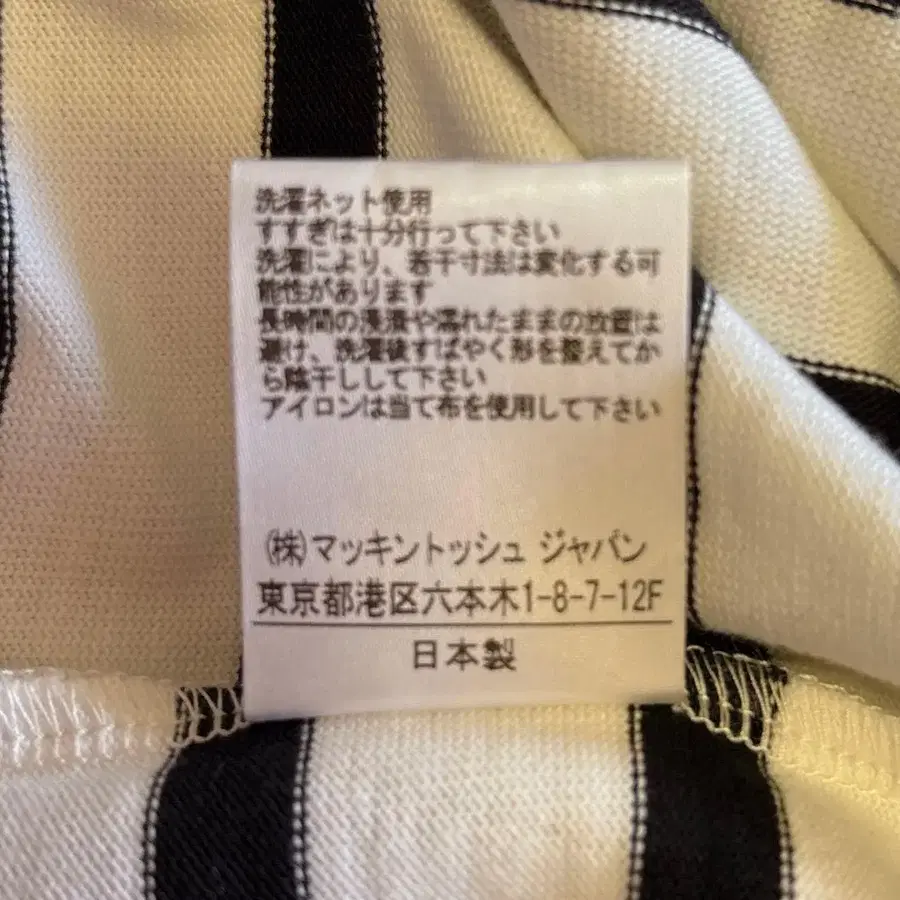 洗濯ネット使用
すすぎは十分行って下さい
洗濯により、若干寸法は変化する可
能性があります
長時間の浸漬や濡れたままの放置は
避け、洗濯後すばやく形を整えてか
ら陰干しして下さい
アイロンは当て布を使用して下さい
(株)マッキントッシュ ジャパン
東京都港区六本木1-8-7-12F
日本製